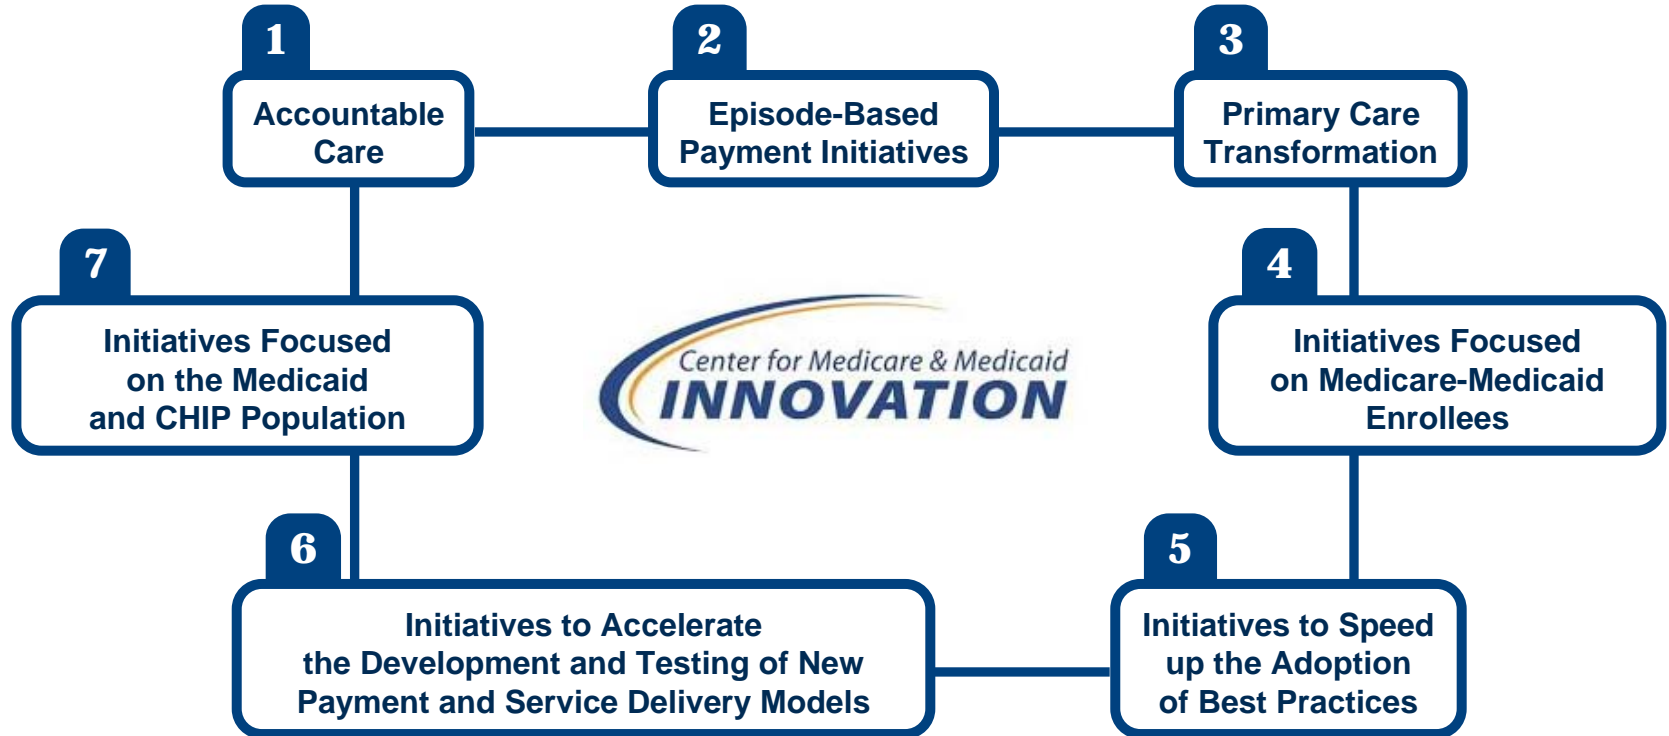 1
Accountable
Care
2
Episode-Based
Payment Initiatives
3
Primary Care
Transformation
4
Initiatives Focused
on Medicare-Medicaid
Enrollees
5
Initiatives to Speed
up the Adoption
of Best Practices
6
Initiatives to Accelerate
the Development and Testing of New
Payment and Service Delivery Models
7
Initiatives Focused
on the Medicaid
and CHIP Population
Center for Medicare & Medicaid
INNOVATION